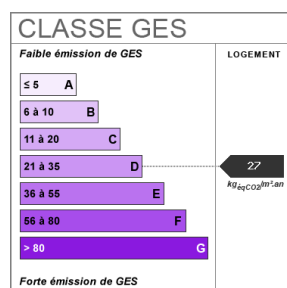 CLASSE GES
Faible émission de GES
LOGEMENT
≤ 5 A
6 à 10 B
11 à 20 C
21 à 35 D
27
kgéqCO2/m².an
36 à 55 E
56 à 80 F
> 80 G
Forte émission de GES